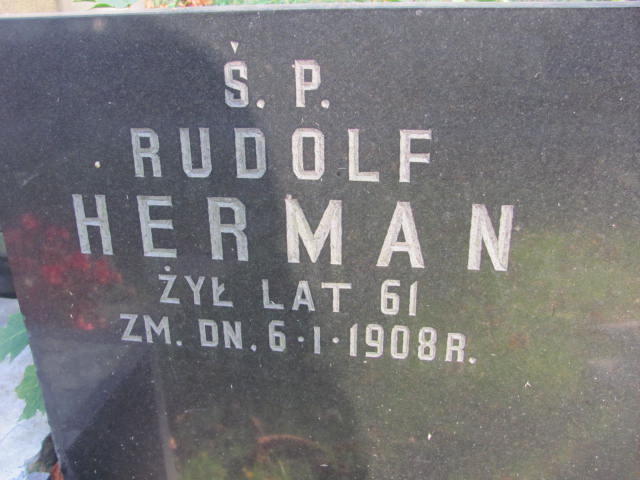 Ś. P.
RUDOLF
HERMAN
ŻYŁ LAT 61
ZM. DN. 6·1·1908 R.